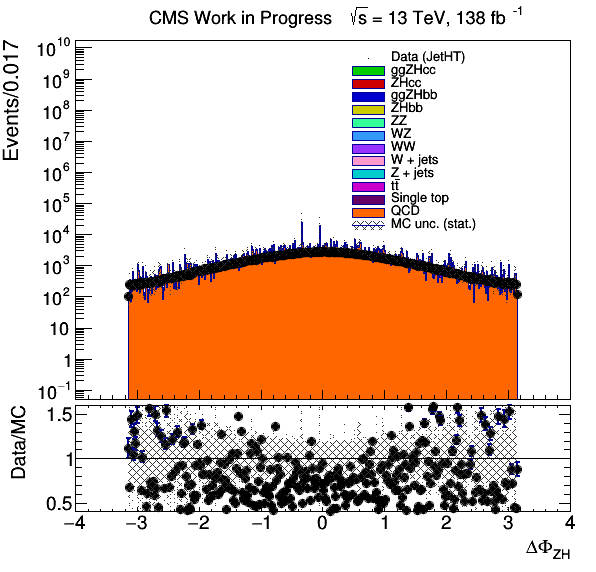 CMS Work in Progress √s = 13 TeV, 138 fb⁻¹
Events/0.017
10¹⁰
10⁹
10⁸
10⁷
10⁶
10⁵
10⁴
10³
10²
10
1
10⁻¹
Data (JetHT)
ggZHcc
ZHcc
ggZHbb
ZHbb
ZZ
WZ
WW
W + jets
Z + jets
tt̄
Single top
QCD
MC unc. (stat.)
Data/MC
1.5
1
0.5
−4 −3 −2 −1 0 1 2 3 4
ΔΦ_ZH